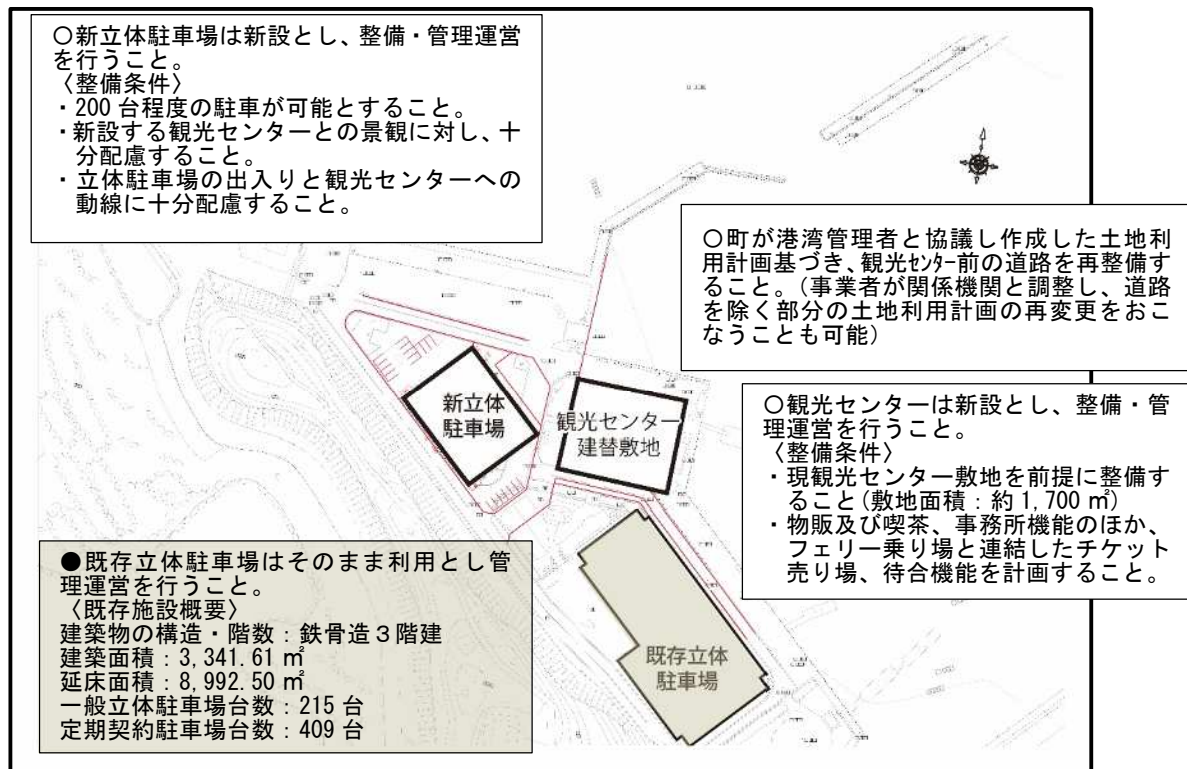 ○新立体駐車場は新設とし、整備・管理運営
を行うこと。
〈整備条件〉
・200台程度の駐車が可能とすること。
・新設する観光センターとの景観に対し、十
分配慮すること。
・立体駐車場の出入りと観光センターへの
動線に十分配慮すること。
○町が港湾管理者と協議し作成した土地利
用計画基づき、観光ｾﾝﾀｰ前の道路を再整備す
ること。（事業者が関係機関と調整し、道路
を除く部分の土地利用計画の再変更をおこ
なうことも可能）
新立体
駐車場
観光センター
建替敷地
○観光センターは新設とし、整備・管
理運営を行うこと。
〈整備条件〉
・現観光センター敷地を前提に整備す
ること(敷地面積：約1,700㎡)
・物販及び喫茶、事務所機能のほか、
フェリー乗り場と連結したチケット
売り場、待合機能を計画すること。
●既存立体駐車場はそのまま利用とし管
理運営を行うこと。
〈既存施設概要〉
建築物の構造・階数：鉄骨造３階建
建築面積：3,341.61㎡
延床面積：8,992.50㎡
一般立体駐車場台数：215台
定期契約駐車場台数：409台
既存立体
駐車場